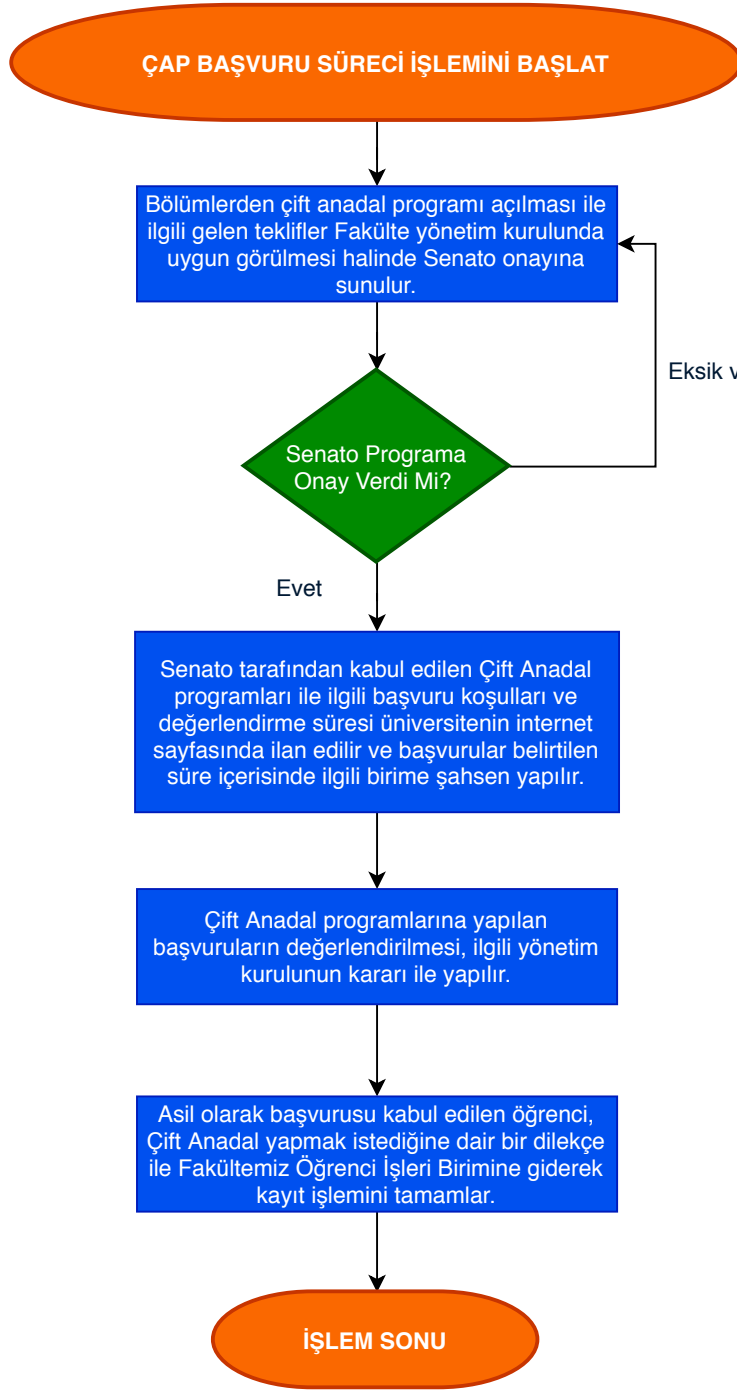 ÇAP BAŞVURU SÜRECİ İŞLEMİNİ BAŞLAT
Bölümlerden çift anadal programı açılması ile
ilgili gelen teklifler Fakülte yönetim kurulunda
uygun görülmesi halinde Senato onayına
sunulur.
Eksik
Senato Programa
Onay Verdi Mi?
Evet
Senato tarafından kabul edilen Çift Anadal
programları ile ilgili başvuru koşulları ve
değerlendirme süresi üniversitenin internet
sayfasında ilan edilir ve başvurular belirtilen
süre içerisinde ilgili birime şahsen yapılır.
Çift Anadal programlarına yapılan
başvuruların değerlendirilmesi, ilgili yönetim
kurulunun kararı ile yapılır.
Asil olarak başvurusu kabul edilen öğrenci,
Çift Anadal yapmak istediğine dair bir dilekçe
ile Fakültemiz Öğrenci İşleri Birimine giderek
kayıt işlemini tamamlar.
İŞLEM SONU